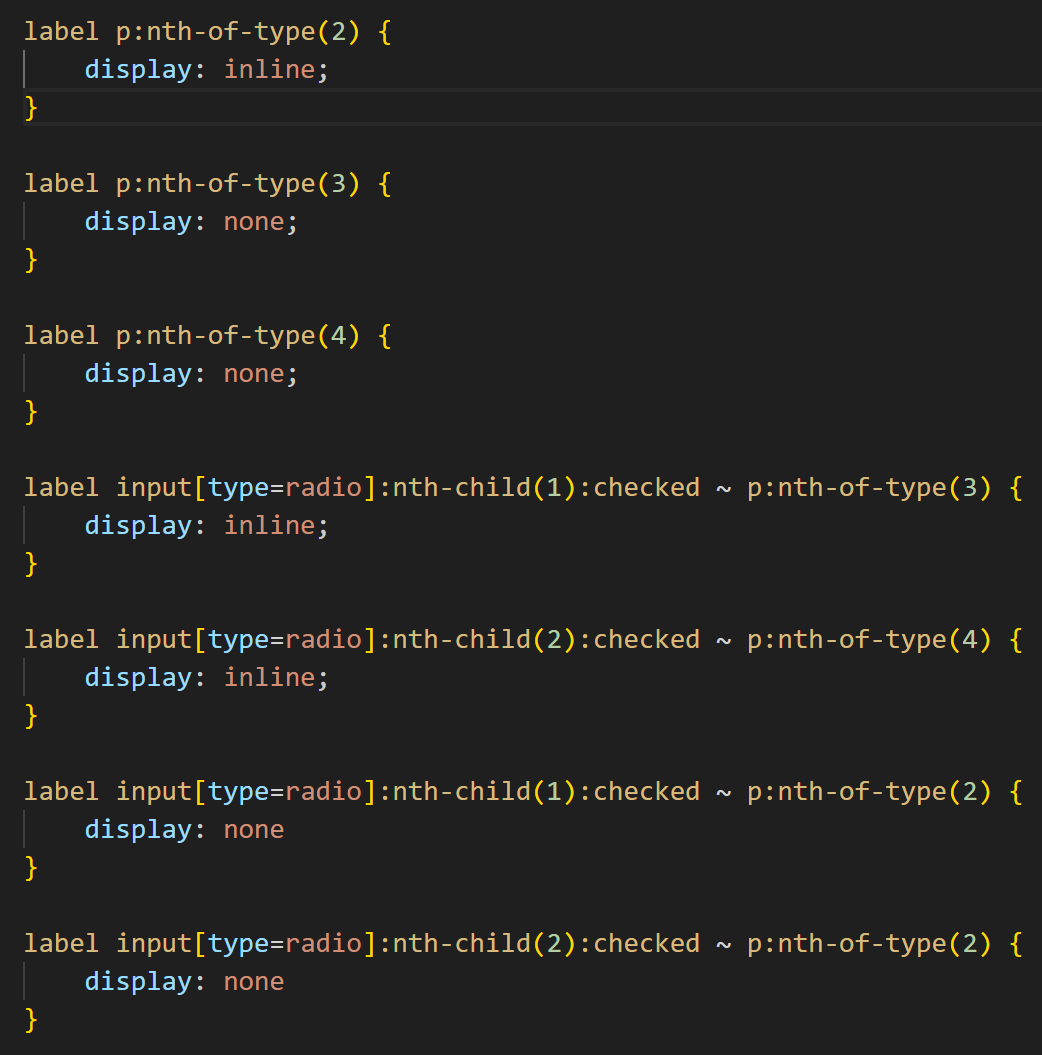 label p:nth-of-type(2) {
    display: inline;
}

label p:nth-of-type(3) {
    display: none;
}

label p:nth-of-type(4) {
    display: none;
}

label input[type=radio]:nth-child(1):checked ~ p:nth-of-type(3) {
    display: inline;
}

label input[type=radio]:nth-child(2):checked ~ p:nth-of-type(4) {
    display: inline;
}

label input[type=radio]:nth-child(1):checked ~ p:nth-of-type(2) {
    display: none
}

label input[type=radio]:nth-child(2):checked ~ p:nth-of-type(2) {
    display: none
}